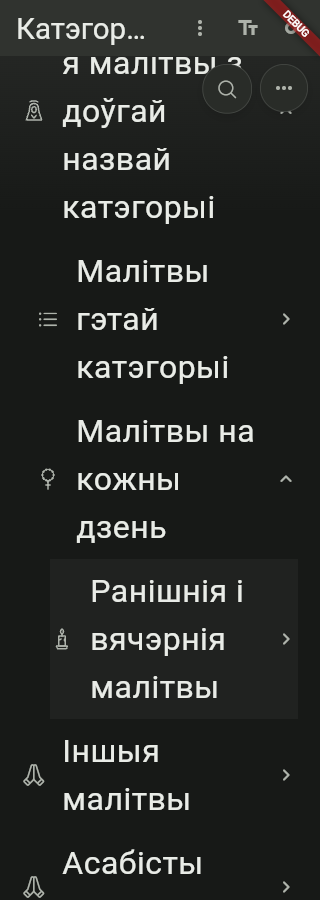 Катэгор...
DEBUG
я малітвы з
доўгай
назвай
катэгорыі
Малітвы
гэтай
катэгорыі
Малітвы на
кожны
дзень
Ранішнія і
вячэрнія
малітвы
Іншыя
малітвы
Асабісты